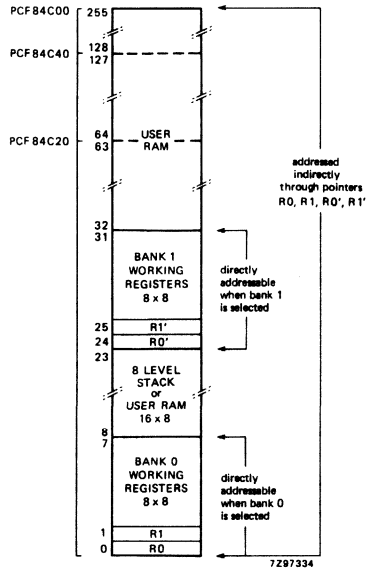 PCF84C00 255
128
PCF84C40 127
64
PCF84C20 63
USER
RAM
addressed
indirectly
through pointers
R0, R1, R0', R1'
32
31
BANK 1
WORKING
REGISTERS
8 x 8
directly
addressable
when bank 1
is selected
25 R1'
24 R0'
23
8 LEVEL
STACK
or
USER RAM
16 x 8
8
7
BANK 0
WORKING
REGISTERS
8 x 8
directly
addressable
when bank 0
is selected
1 R1
0 R0
7Z97334